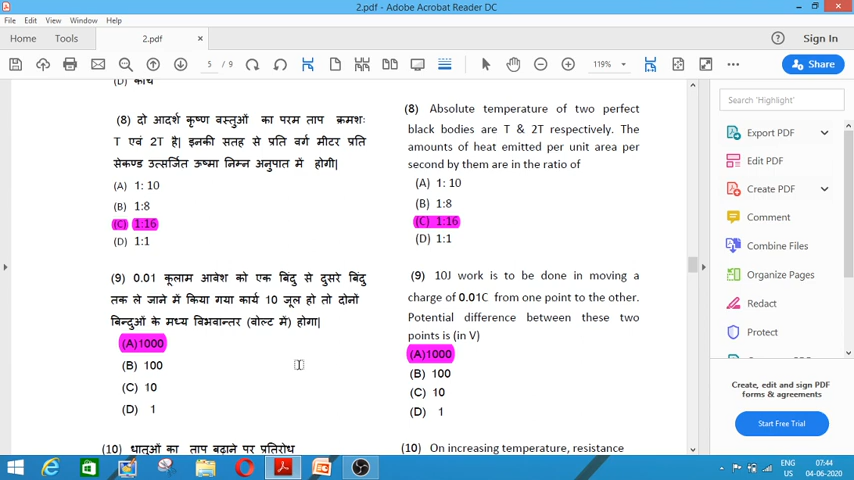 2.pdf - Adobe Acrobat Reader DC
File Edit View Window Help
Home Tools 2.pdf × Sign In
5 / 9 119% Share
(D) कार्य
(8) दो आदर्श कृष्ण वस्तुओं का परम ताप क्रमशः
T एवं 2T है| इनकी सतह से प्रति वर्ग मीटर प्रति
सेकण्ड उत्सर्जित ऊष्मा निम्न अनुपात में होगी|
(A) 1: 10
(B) 1:8
(C) 1:16
(D) 1:1
(9) 0.01 कूलाम आवेश को एक बिंदु से दुसरे बिंदु
तक ले जाने में किया गया कार्य 10 जूल हो तो दोनों
बिन्दुओं के मध्य विभवान्तर (वोल्ट में) होगा|
(A)1000
(B) 100
(C) 10
(D) 1
(10) धातुओं का ताप बढ़ाने पर प्रतिरोध
(8) Absolute temperature of two perfect
black bodies are T & 2T respectively. The
amounts of heat emitted per unit area per
second by them are in the ratio of
(A) 1: 10
(B) 1:8
(C) 1:16
(D) 1:1
(9) 10J work is to be done in moving a
charge of 0.01C from one point to the other.
Potential difference between these two
points is (in V)
(A)1000
(B) 100
(C) 10
(D) 1
(10) On increasing temperature, resistance
Search 'Highlight'
Export PDF
Edit PDF
Create PDF
Comment
Combine Files
Organize Pages
Redact
Protect
Create, edit and sign PDF
forms & agreements
Start Free Trial
ENG 07:44
US 04-06-2020